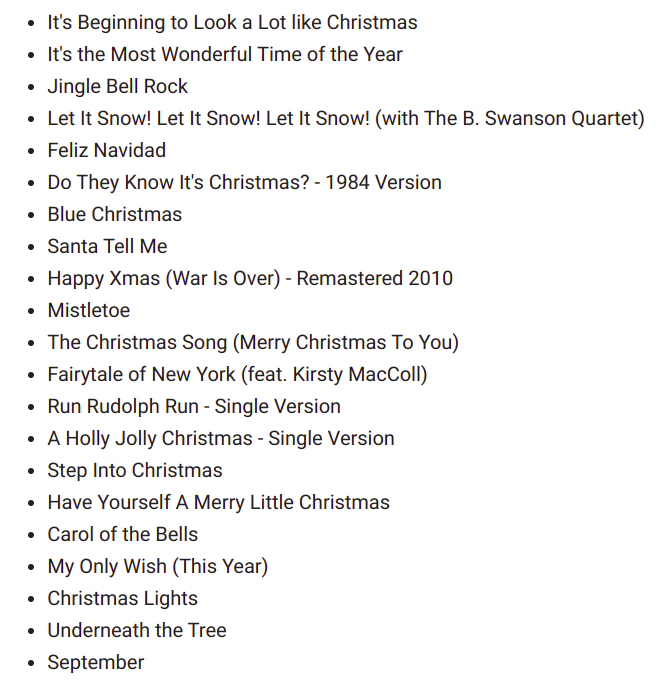 • It's Beginning to Look a Lot like Christmas
• It's the Most Wonderful Time of the Year
• Jingle Bell Rock
• Let It Snow! Let It Snow! Let It Snow! (with The B. Swanson Quartet)
• Feliz Navidad
• Do They Know It's Christmas? - 1984 Version
• Blue Christmas
• Santa Tell Me
• Happy Xmas (War Is Over) - Remastered 2010
• Mistletoe
• The Christmas Song (Merry Christmas To You)
• Fairytale of New York (feat. Kirsty MacColl)
• Run Rudolph Run - Single Version
• A Holly Jolly Christmas - Single Version
• Step Into Christmas
• Have Yourself A Merry Little Christmas
• Carol of the Bells
• My Only Wish (This Year)
• Christmas Lights
• Underneath the Tree
• September